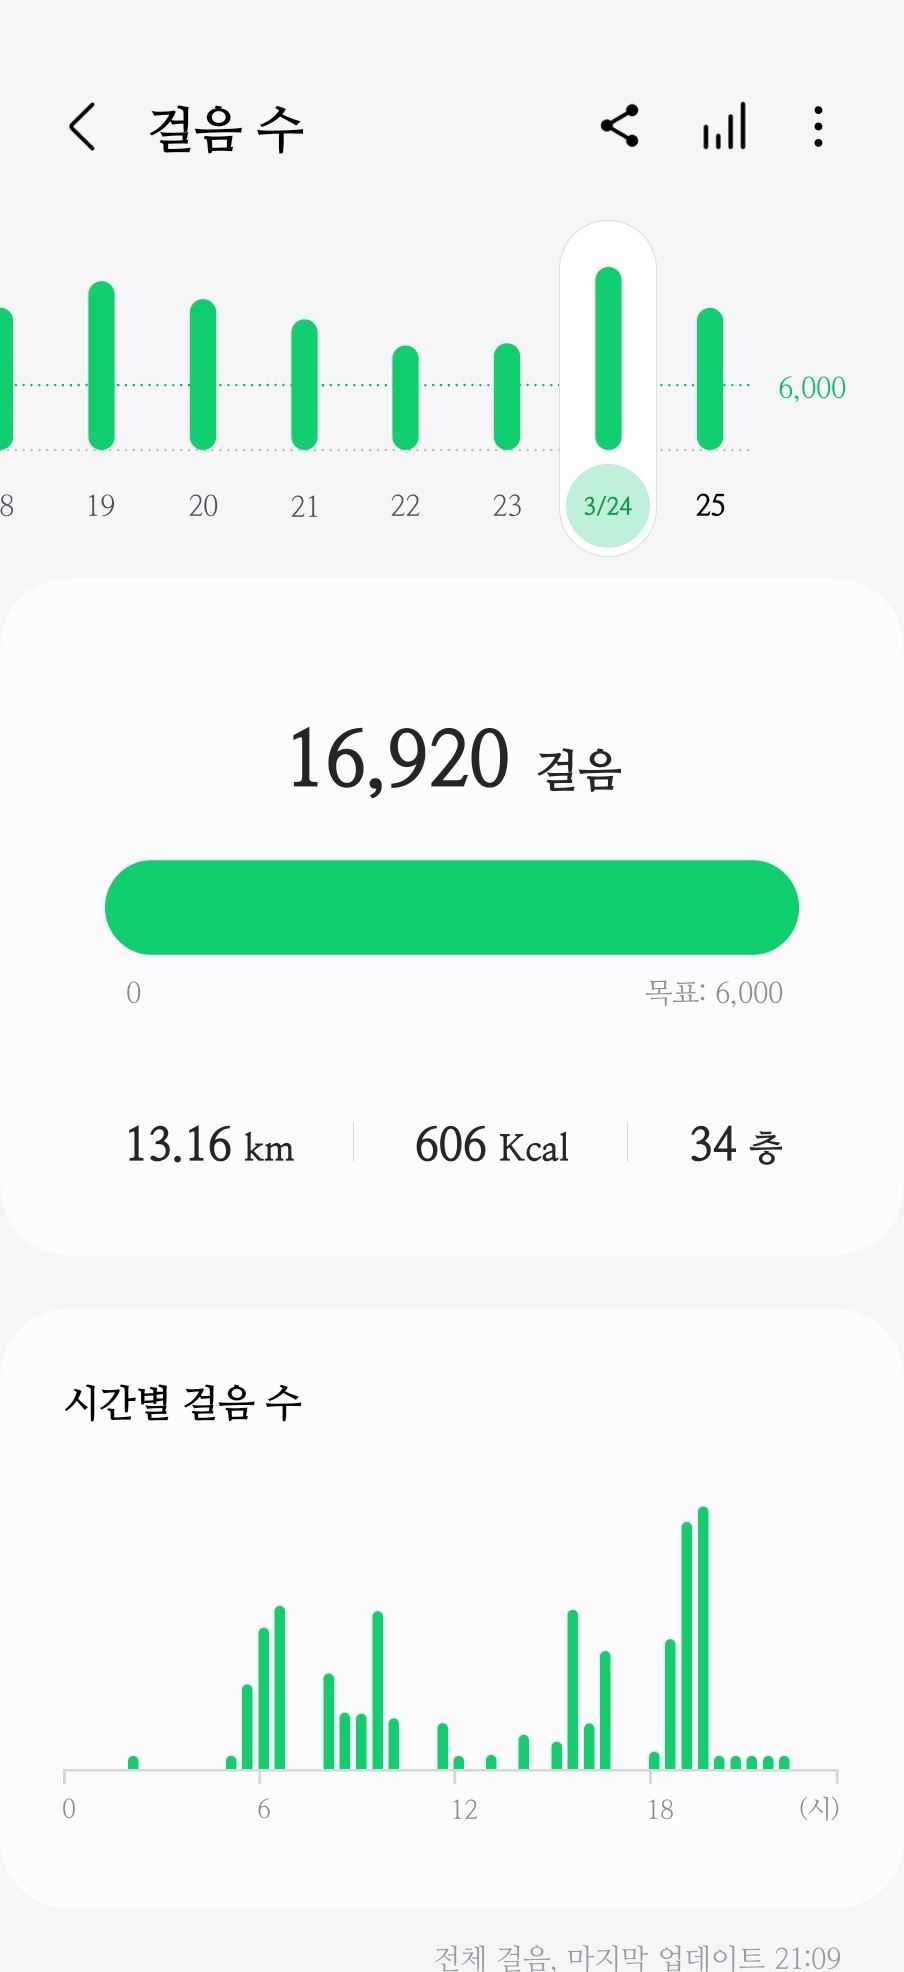 걸음 수
6,000
8 19 20 21 22 23 3/24 25
16,920 걸음
0 목표: 6,000
13.16 km 606 Kcal 34 층
시간별 걸음 수
0 6 12 18 (시)
전체 걸음, 마지막 업데이트 21:09